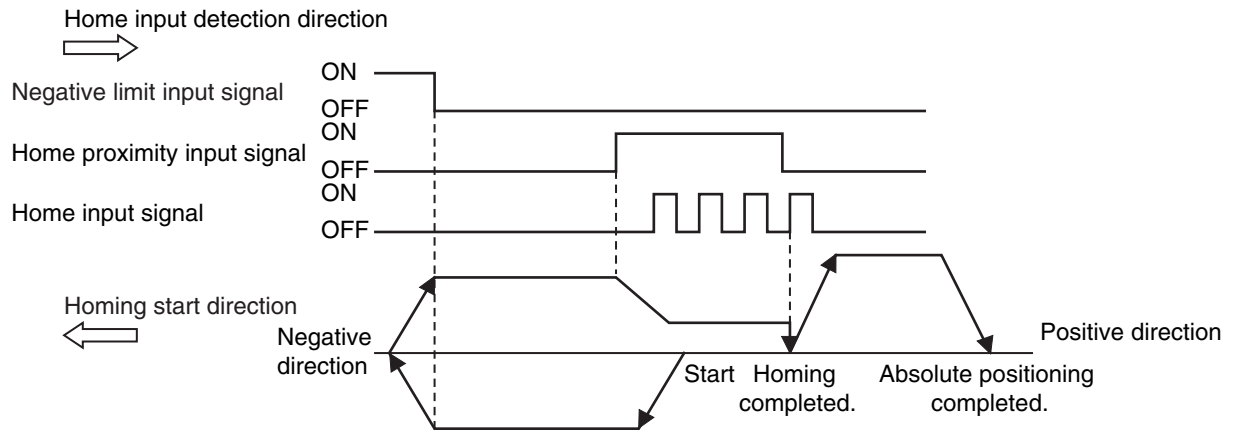 Home input detection direction
ON
Negative limit input signal
OFF
ON
Home proximity input signal
OFF
ON
Home input signal
OFF
Homing start direction
Negative
direction
Positive direction
Start
Homing
completed.
Absolute positioning
completed.